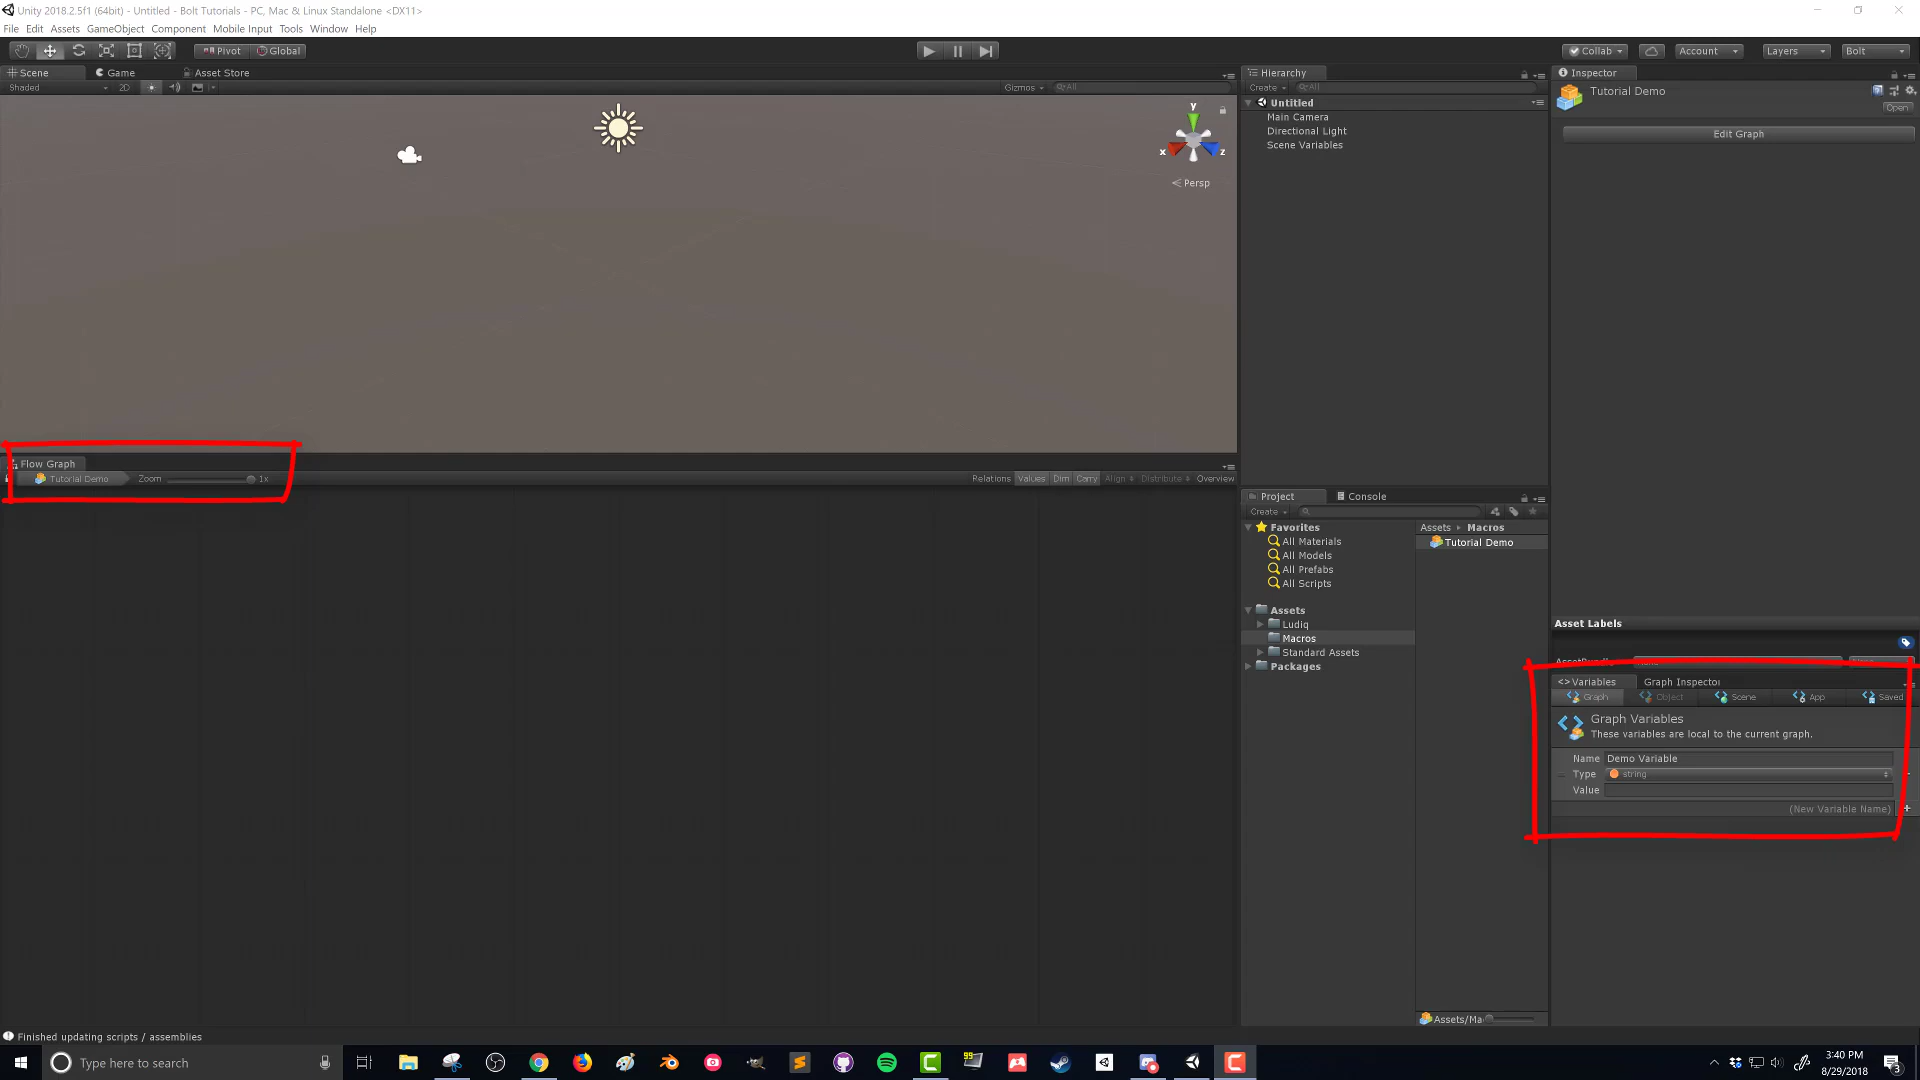 Unity 2018.2.5f1 (64bit) - Untitled - Bolt Tutorials - PC, Mac & Linux Standalone <DX11>
File Edit Assets GameObject Component Mobile Input Tools Window Help
Pivot Global Collab Account Layers Bolt
Scene Game Asset Store
Shaded 2D Gizmos All
y
x z
Persp
Hierarchy
Create All
Untitled
Main Camera
Directional Light
Scene Variables
Inspector
Tutorial Demo
Open
Edit Graph
Flow Graph
Tutorial Demo Zoom 1x Relations Values Dim Carry Align Distribute Overview
Project Console
Create
Favorites
All Materials
All Models
All Prefabs
All Scripts
Assets
Ludiq
Macros
Standard Assets
Packages
Assets Macros
Tutorial Demo
Assets/Ma
Asset Labels
<> Variables Graph Inspector
Graph Object Scene App Saved
Graph Variables
These variables are local to the current graph.
Name Demo Variable
Type string
Value
(New Variable Name) +
Finished updating scripts / assemblies
Type here to search
99
3:40 PM
8/29/2018
3